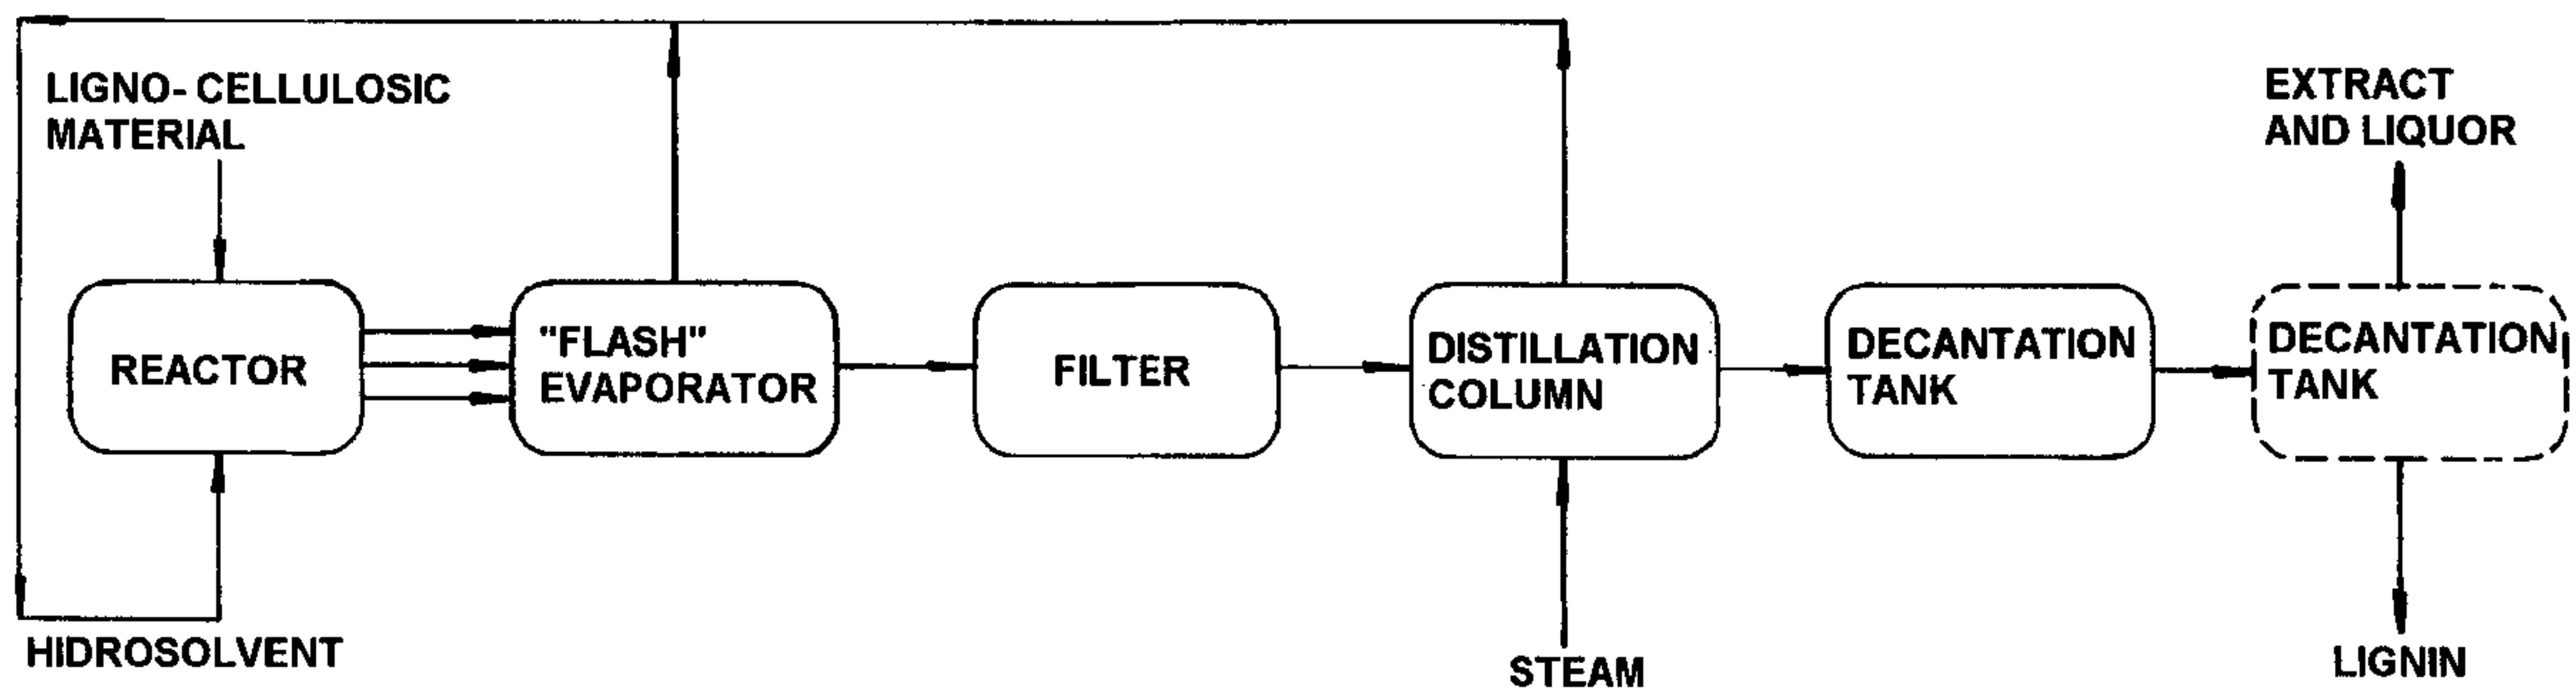 LIGNO- CELLULOSIC
MATERIAL
EXTRACT
AND LIQUOR
REACTOR
"FLASH"
EVAPORATOR
FILTER
DISTILLATION
COLUMN
DECANTATION
TANK
DECANTATION
TANK
HIDROSOLVENT
STEAM
LIGNIN